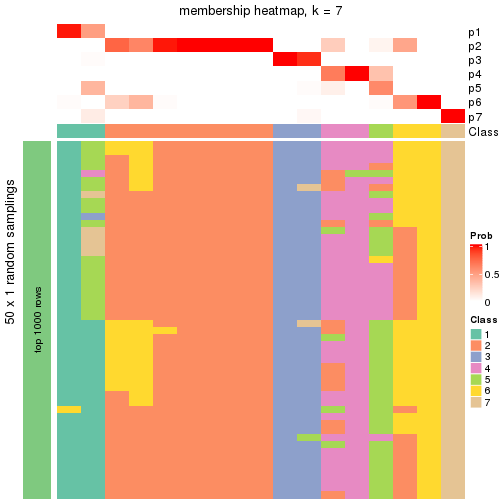 membership heatmap, k = 7
p1
p2
p3
p4
p5
p6
p7
Class
50 x 1 random samplings
top 1000 rows
Prob
1
0.5
0
Class
1
2
3
4
5
6
7